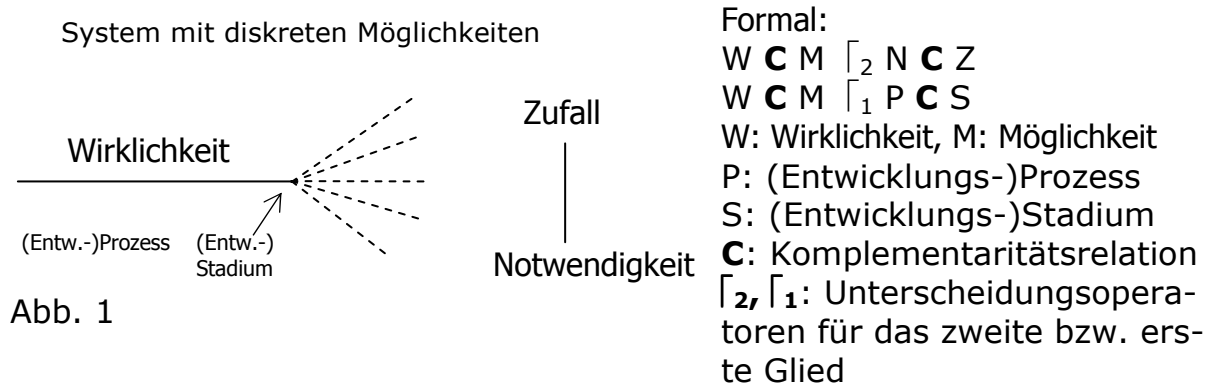 System mit diskreten Möglichkeiten
Wirklichkeit
(Entw.-)Prozess
(Entw.-)
Stadium
Abb. 1
Zufall
Notwendigkeit
Formal:
W C M ⌈₂ N C Z
W C M ⌈₁ P C S
W: Wirklichkeit, M: Möglichkeit
P: (Entwicklungs-)Prozess
S: (Entwicklungs-)Stadium
C: Komplementaritätsrelation
⌈₂, ⌈₁: Unterscheidungsopera-
toren für das zweite bzw. ers-
te Glied